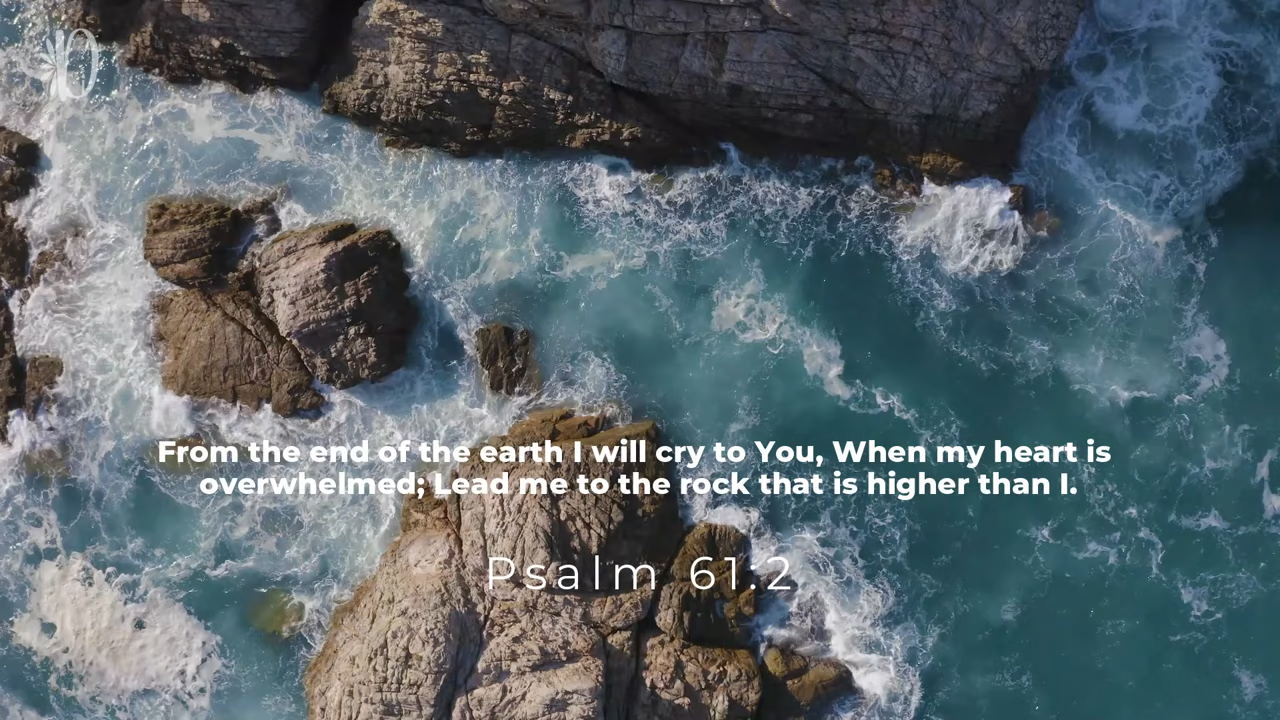 From the end of the earth I will cry to You, When my heart is
overwhelmed; Lead me to the rock that is higher than I.
Psalm 61:2